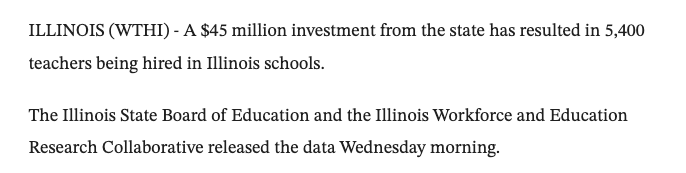 ILLINOIS (WTHI) - A $45 million investment from the state has resulted in 5,400
teachers being hired in Illinois schools.
The Illinois State Board of Education and the Illinois Workforce and Education
Research Collaborative released the data Wednesday morning.